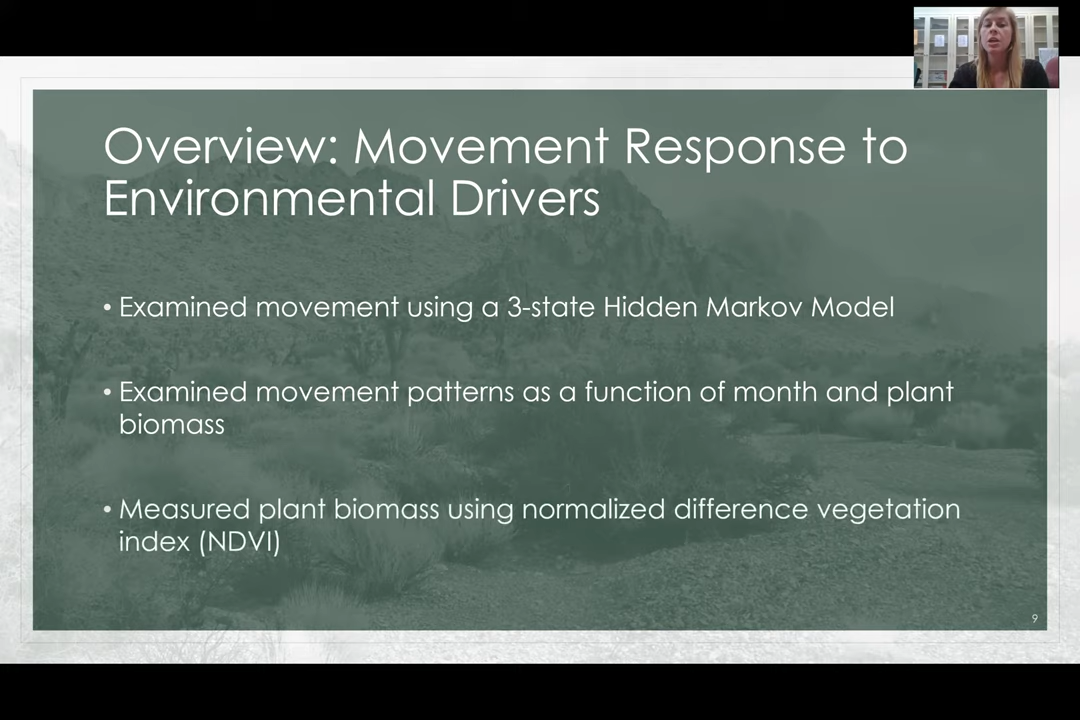 Overview: Movement Response to
Environmental Drivers
• Examined movement using a 3-state Hidden Markov Model
• Examined movement patterns as a function of month and plant
biomass
• Measured plant biomass using normalized difference vegetation
index (NDVI)
9